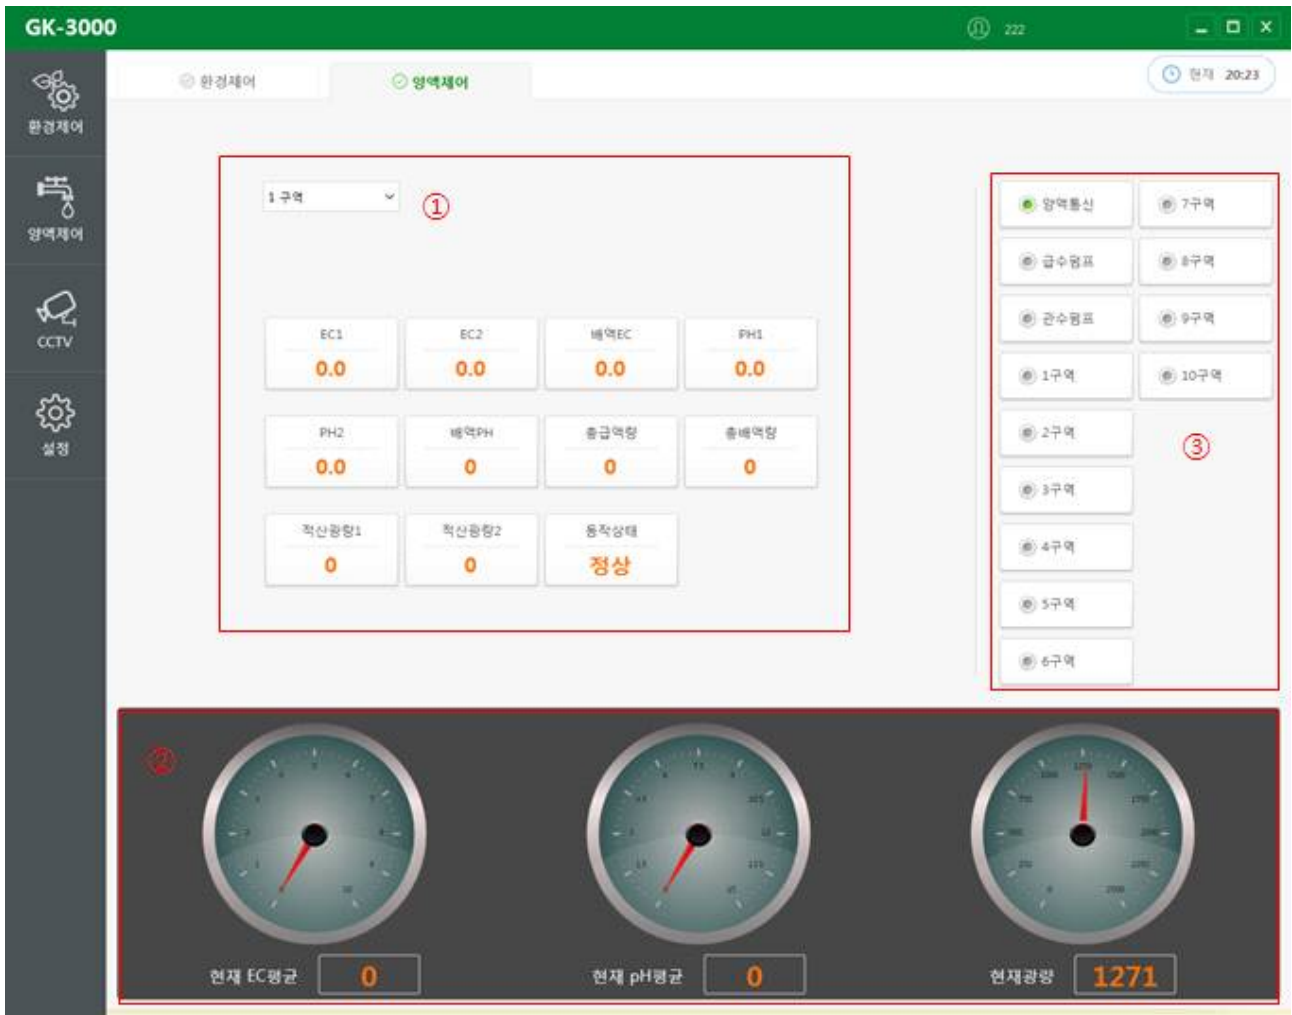 GK-3000
222
환경제어
양액제어
현재 20:23
환경제어
양액제어
CCTV
설정
1 구역
①
EC1
EC2
배액EC
PH1
0.0
0.0
0.0
0.0
PH2
배액PH
총급액량
총배액량
0.0
0
0
0
적산광량1
적산광량2
동작상태
0
0
정상
양액통신
7구역
급수펌프
8구역
관수펌프
9구역
1구역
10구역
2구역
③
3구역
4구역
5구역
6구역
②
현재 EC평균
0
현재 pH평균
0
현재광량
1271